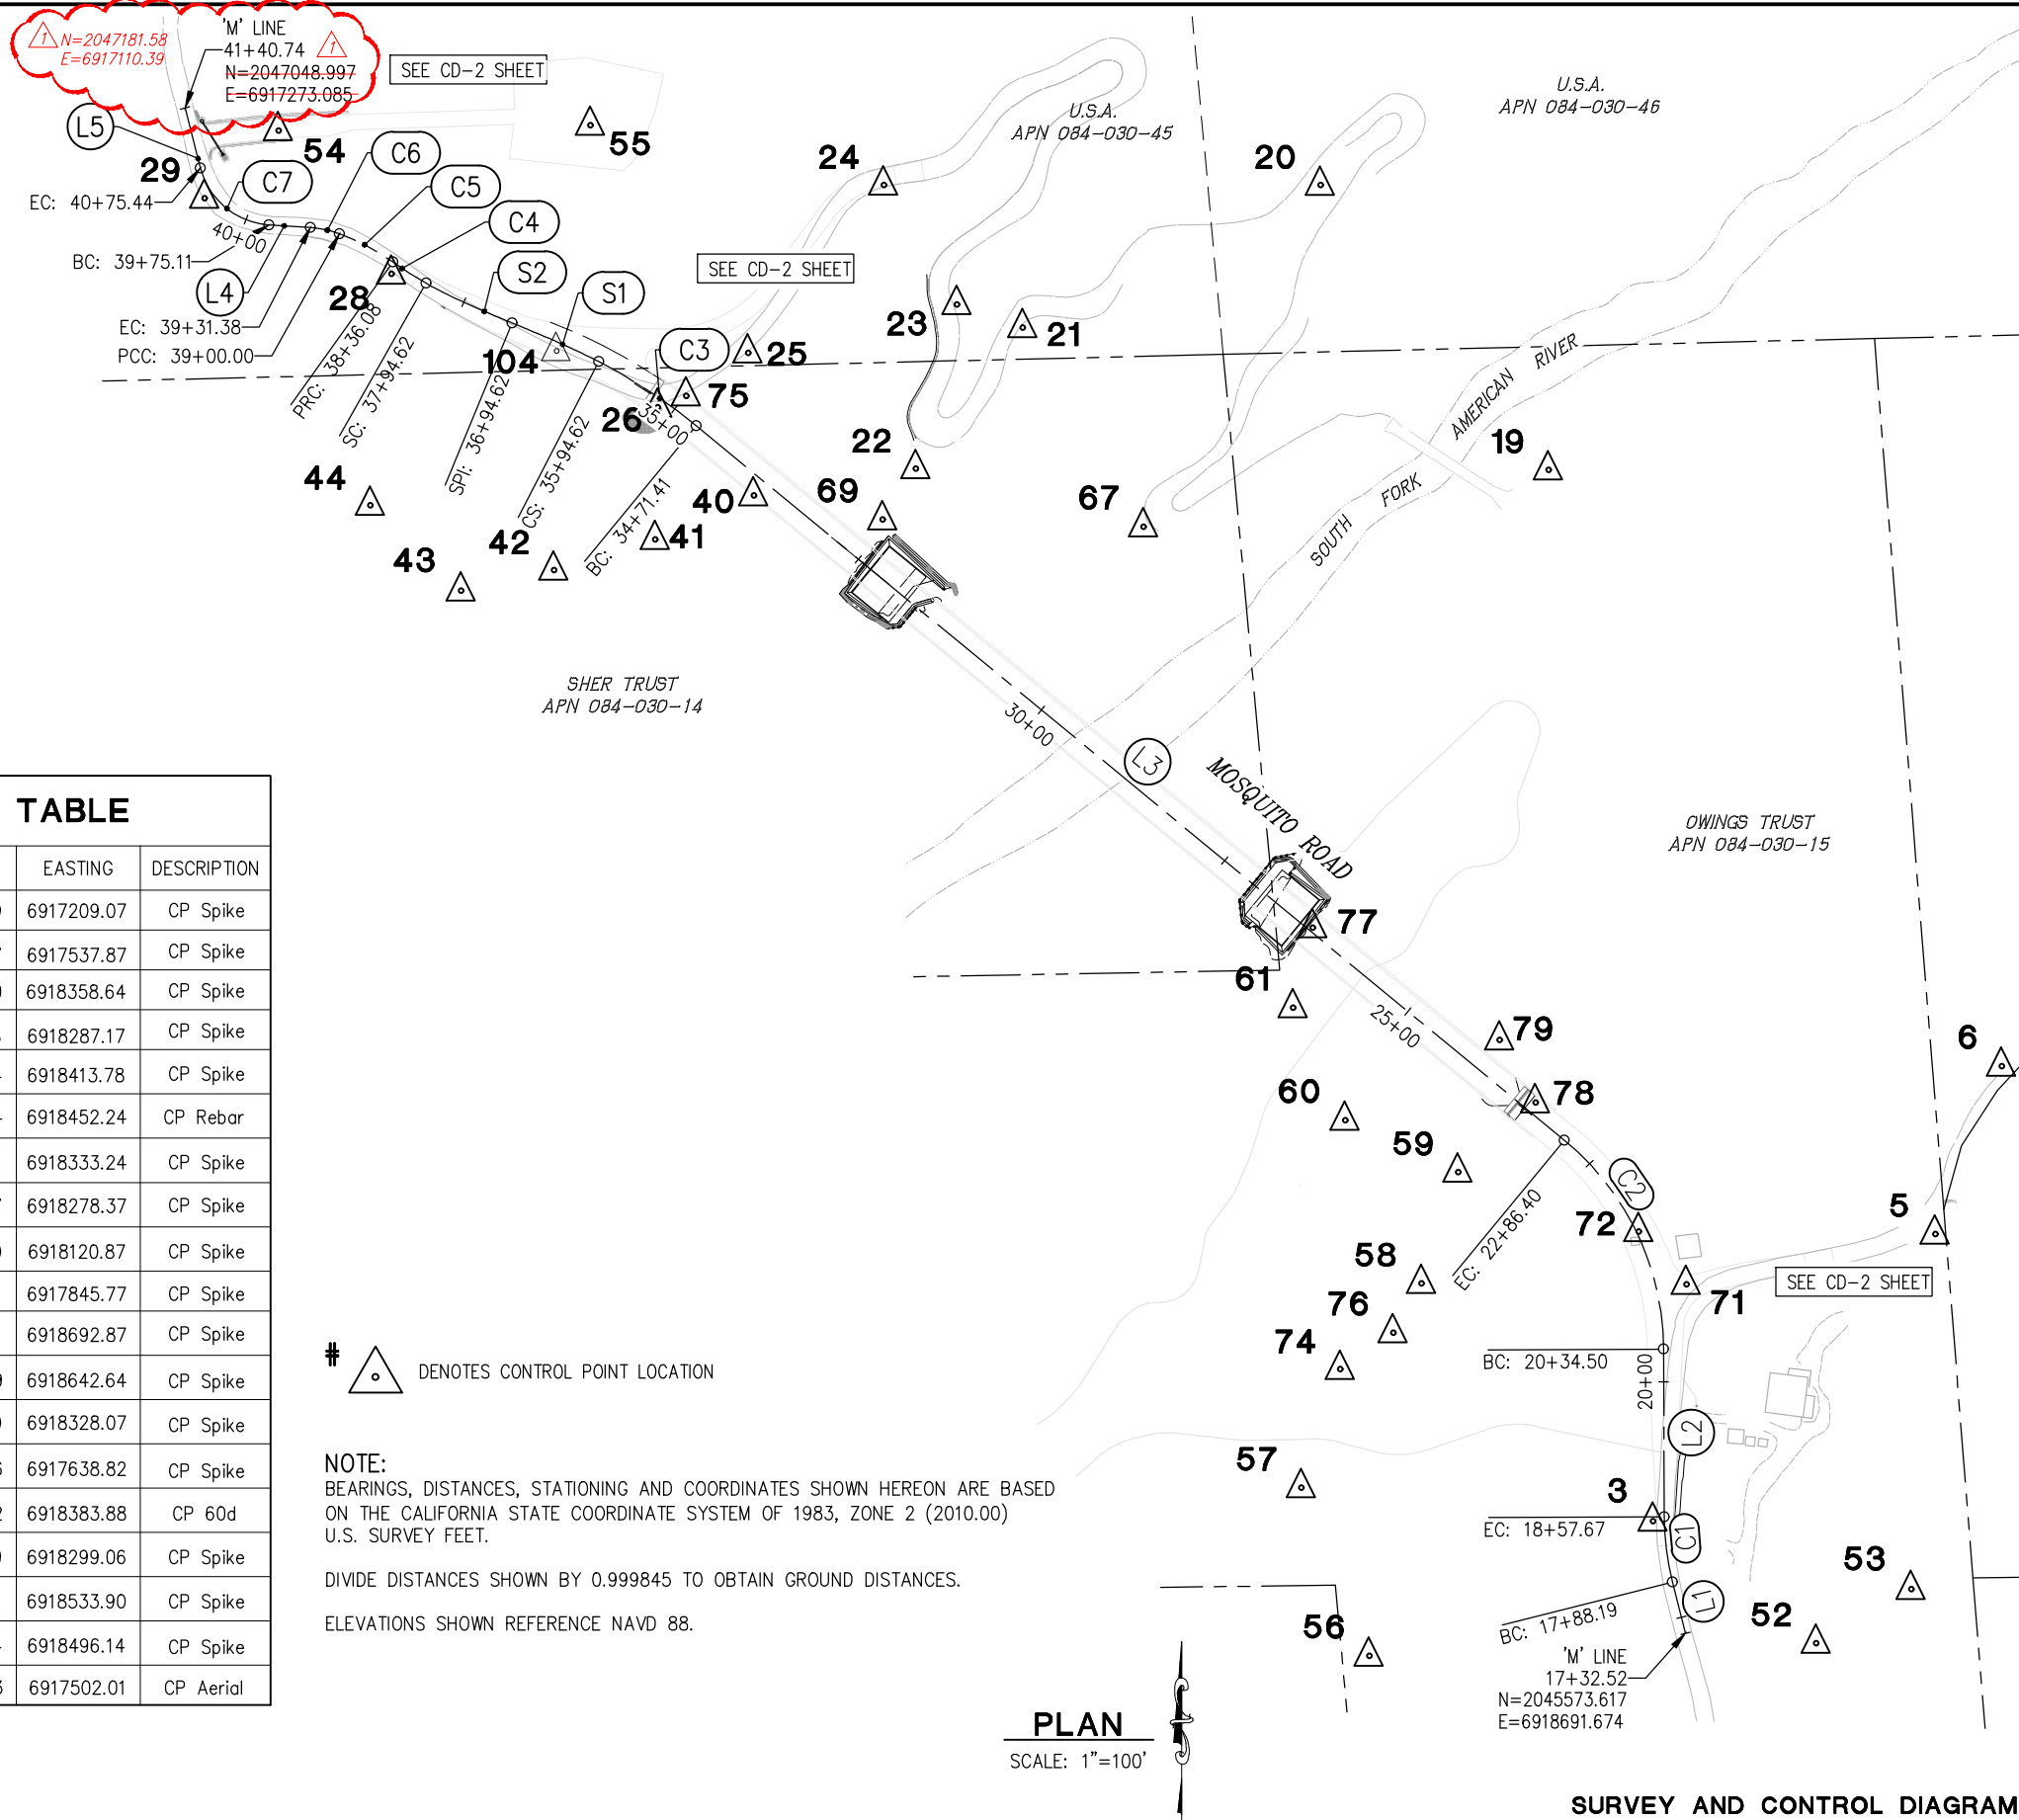 1 N=2047181.58
E=6917110.39
'M' LINE
41+40.74 1
N=2047048.997
E=6917273.085
SEE CD-2 SHEET
L5
29
54
C6
55
C7
C5
EC: 40+75.44
40+00
C4
BC: 39+75.11
L4
S2
28
S1
EC: 39+31.38
PCC: 39+00.00
104
C3
PRC: 38+36.08
SC: 37+94.62
SPI: 36+94.62
CS: 35+94.62
BC: 34+71.41
26
35+00
75
25
24
SEE CD-2 SHEET
23
21
22
U.S.A.
APN 084-030-45
20
U.S.A.
APN 084-030-46
AMERICAN RIVER
SOUTH FORK
19
67
69
40
41
42
43
44
SHER TRUST
APN 084-030-14
30+00
L3
MOSQUITO ROAD
OWINGS TRUST
APN 084-030-15
77
61
25+00
79
78
60
59
6
5
C2
72
EC: 22+86.40
58
76
74
71
SEE CD-2 SHEET
BC: 20+34.50
20+00
L2
57
3
EC: 18+57.67
C1
53
L1
BC: 17+88.19
52
56
'M' LINE
17+32.52
N=2045573.617
E=6918691.674
TABLE
EASTING DESCRIPTION
6917209.07 CP Spike
6917537.87 CP Spike
6918358.64 CP Spike
6918287.17 CP Spike
6918413.78 CP Spike
6918452.24 CP Rebar
6918333.24 CP Spike
6918278.37 CP Spike
6918120.87 CP Spike
6917845.77 CP Spike
6918692.87 CP Spike
6918642.64 CP Spike
6918328.07 CP Spike
6917638.82 CP Spike
6918383.88 CP 60d
6918299.06 CP Spike
6918533.90 CP Spike
6918496.14 CP Spike
6917502.01 CP Aerial
# DENOTES CONTROL POINT LOCATION
NOTE:
BEARINGS, DISTANCES, STATIONING AND COORDINATES SHOWN HEREON ARE BASED
ON THE CALIFORNIA STATE COORDINATE SYSTEM OF 1983, ZONE 2 (2010.00)
U.S. SURVEY FEET.
DIVIDE DISTANCES SHOWN BY 0.999845 TO OBTAIN GROUND DISTANCES.
ELEVATIONS SHOWN REFERENCE NAVD 88.
PLAN
SCALE: 1"=100'
SURVEY AND CONTROL DIAGRAM